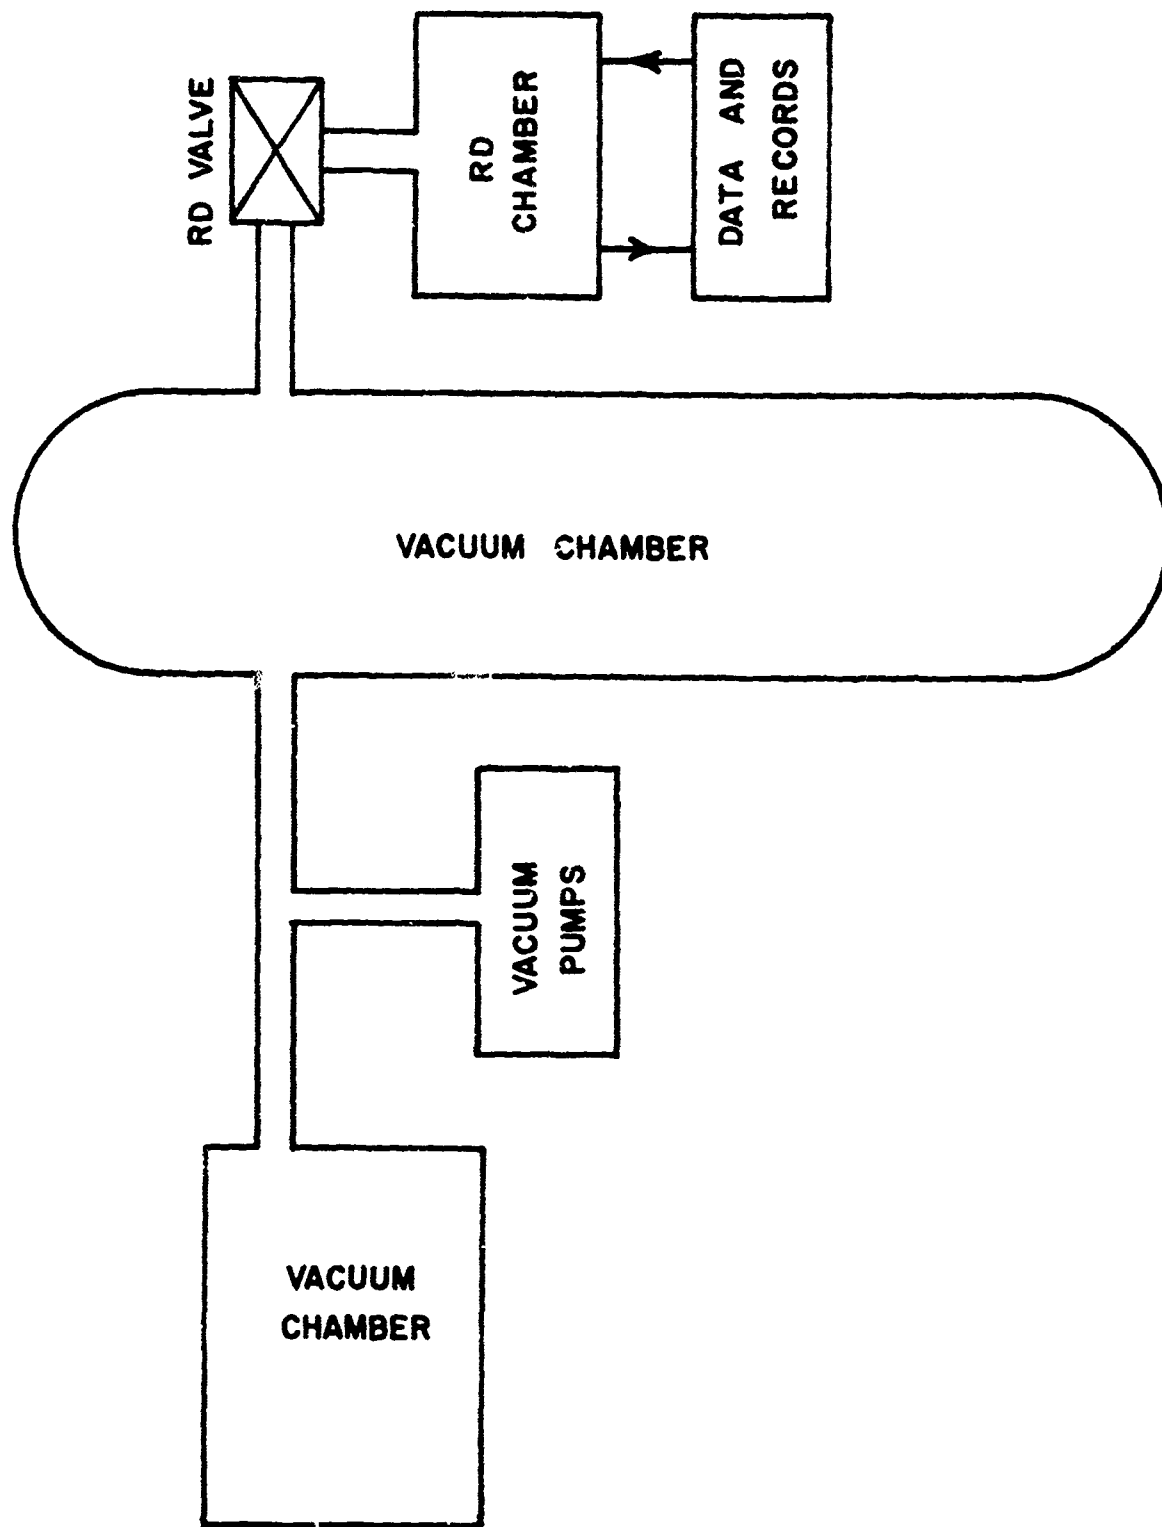 RD VALVE
RD
CHAMBER
DATA AND
RECORDS
VACUUM CHAMBER
VACUUM
PUMPS
VACUUM
CHAMBER